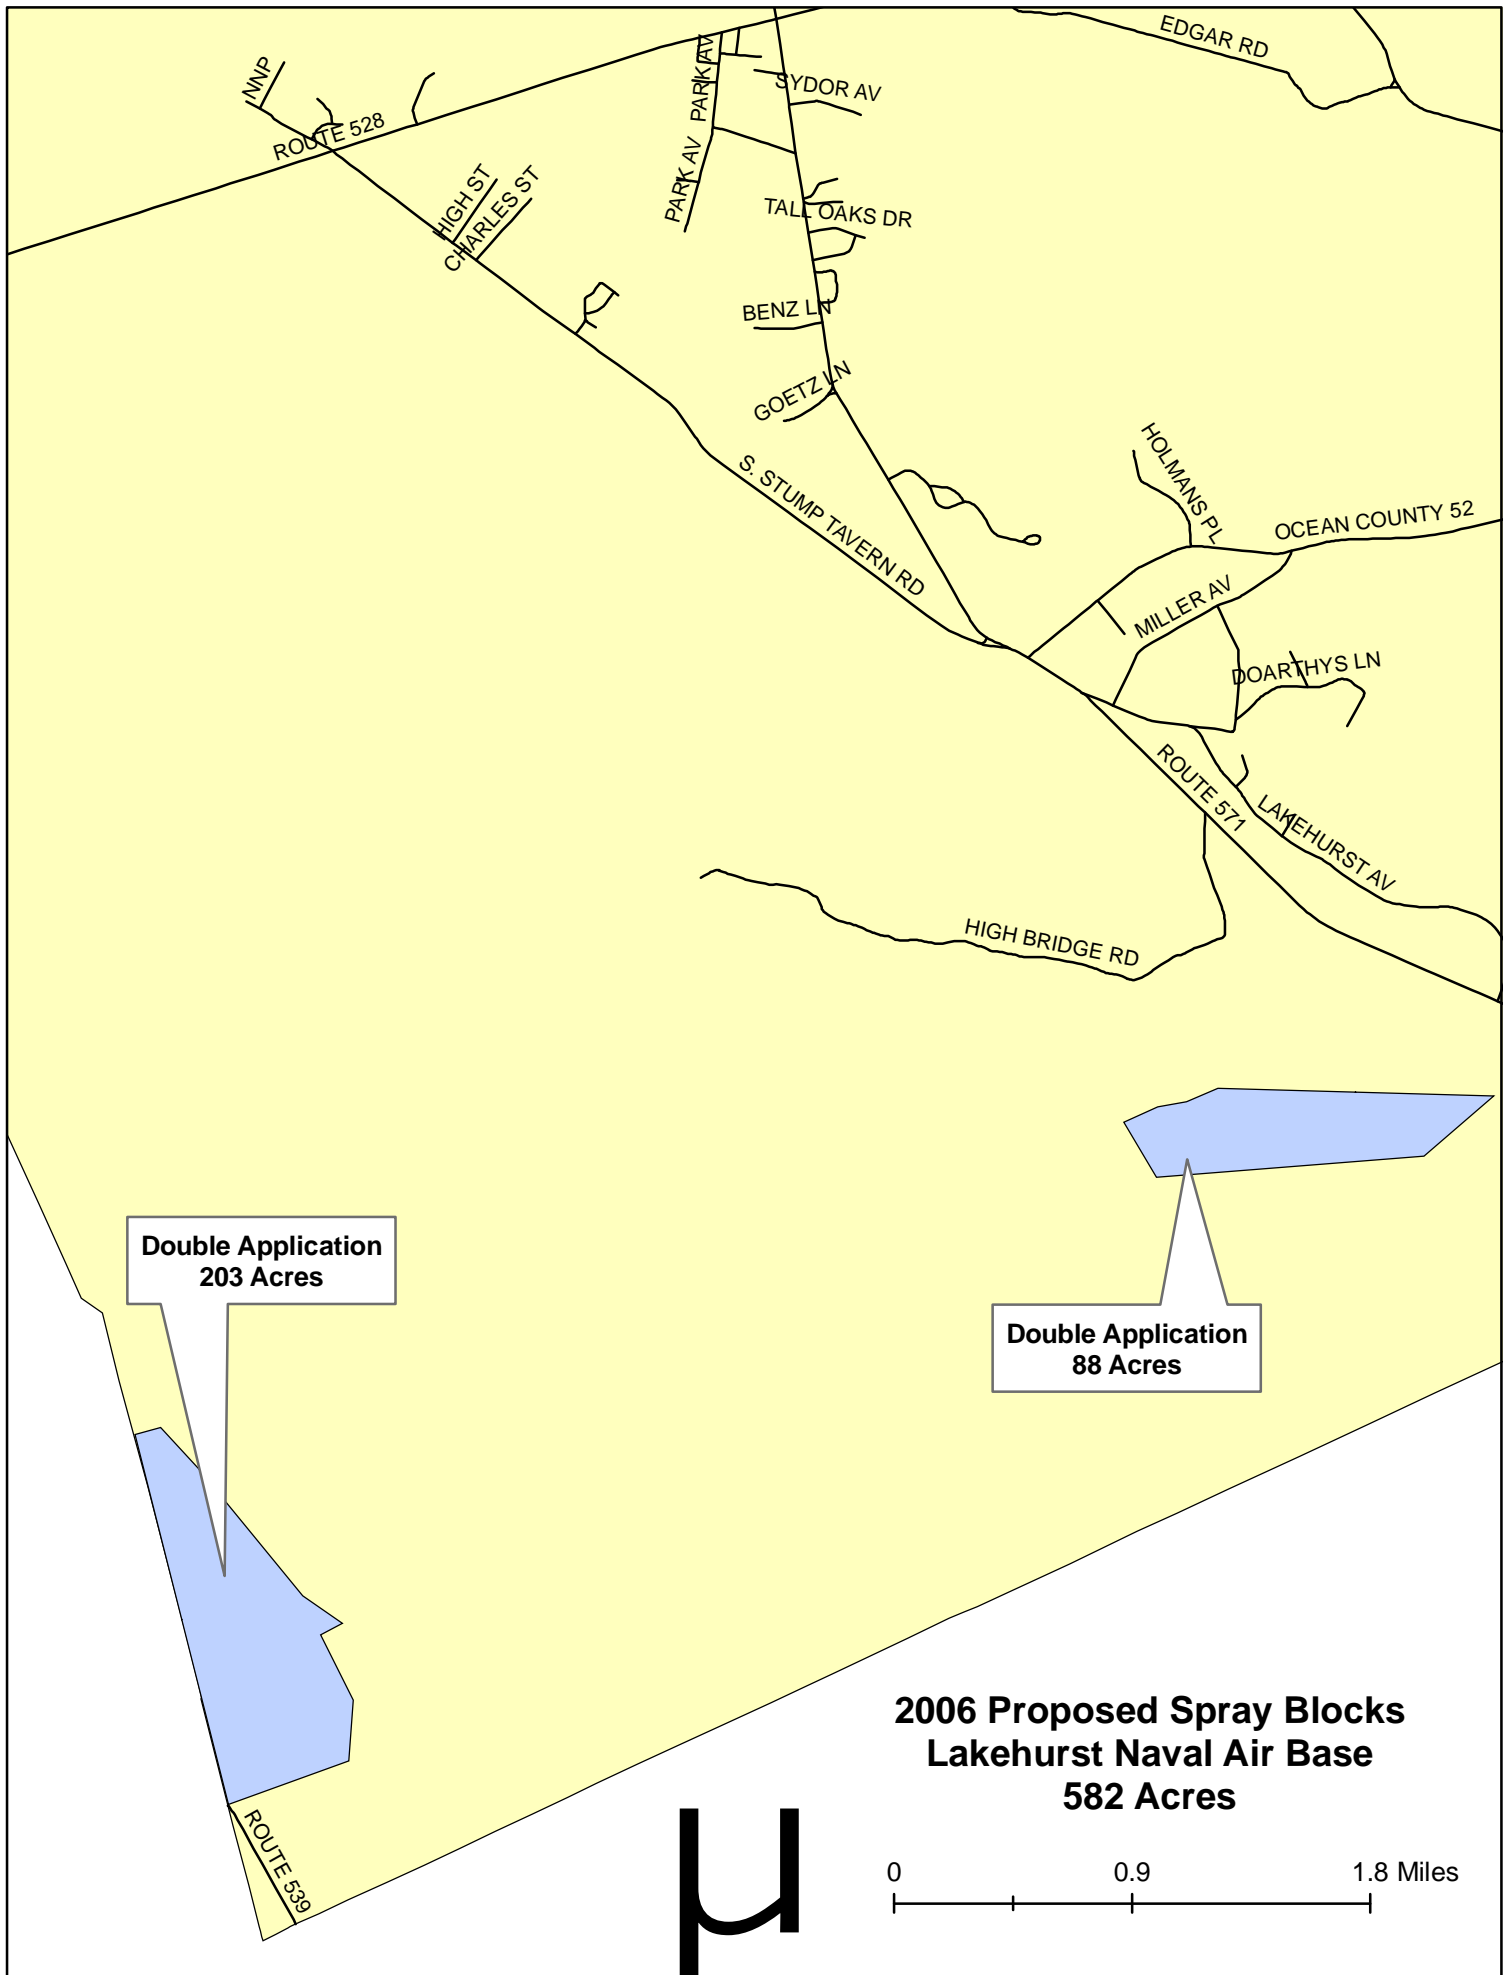 EDGAR RD
NNP
PARK AV
SYDOR AV
ROUTE 528
PARK AV
HIGH ST
CHARLES ST
TALL OAKS DR
BENZ LN
GOETZ LN
HOLMANS PL
S. STUMP TAVERN RD
OCEAN COUNTY 52
MILLER AV
DOARTHYS LN
ROUTE 571
LAKEHURST AV
HIGH BRIDGE RD
Double Application
203 Acres
Double Application
88 Acres
2006 Proposed Spray Blocks
Lakehurst Naval Air Base
582 Acres
ROUTE 539
µ
0 0.9 1.8 Miles